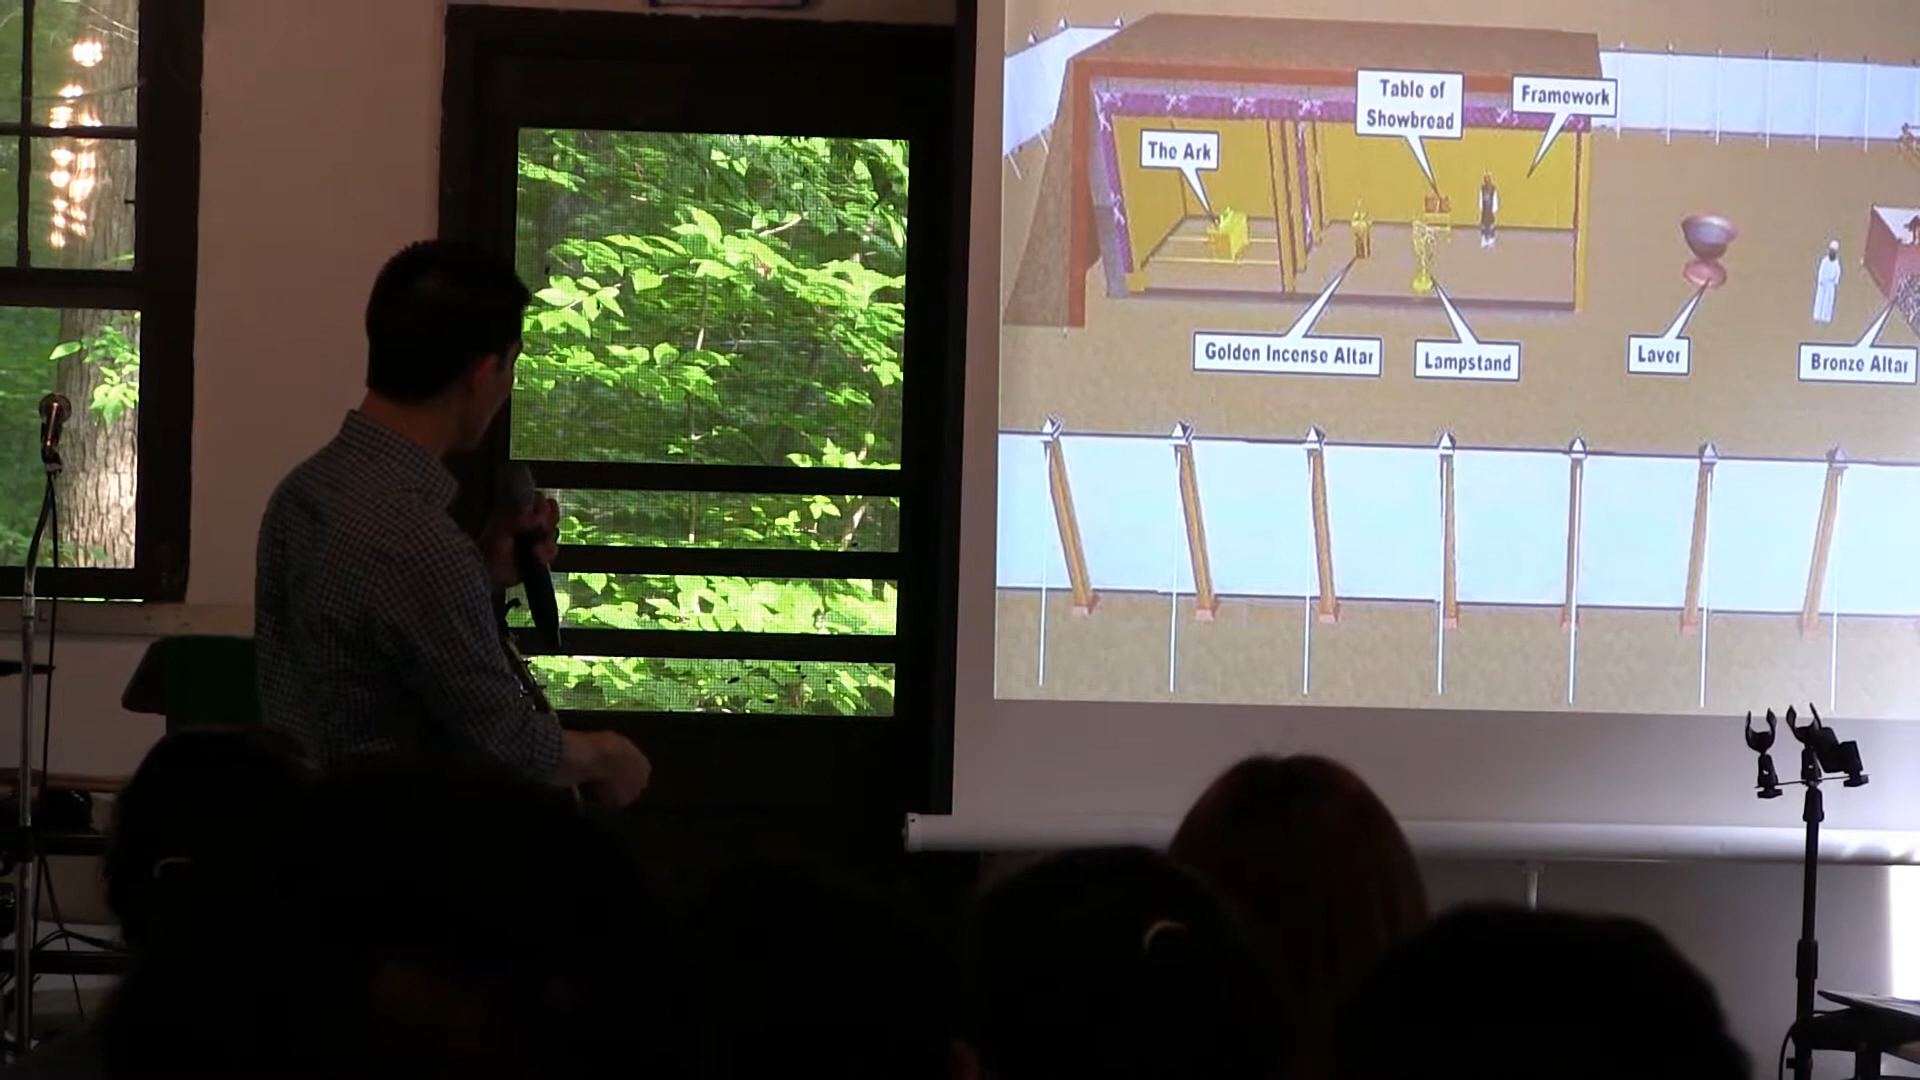 Table of
Showbread
Framework
The Ark
Golden Incense Altar
Lampstand
Laver
Bronze Altar